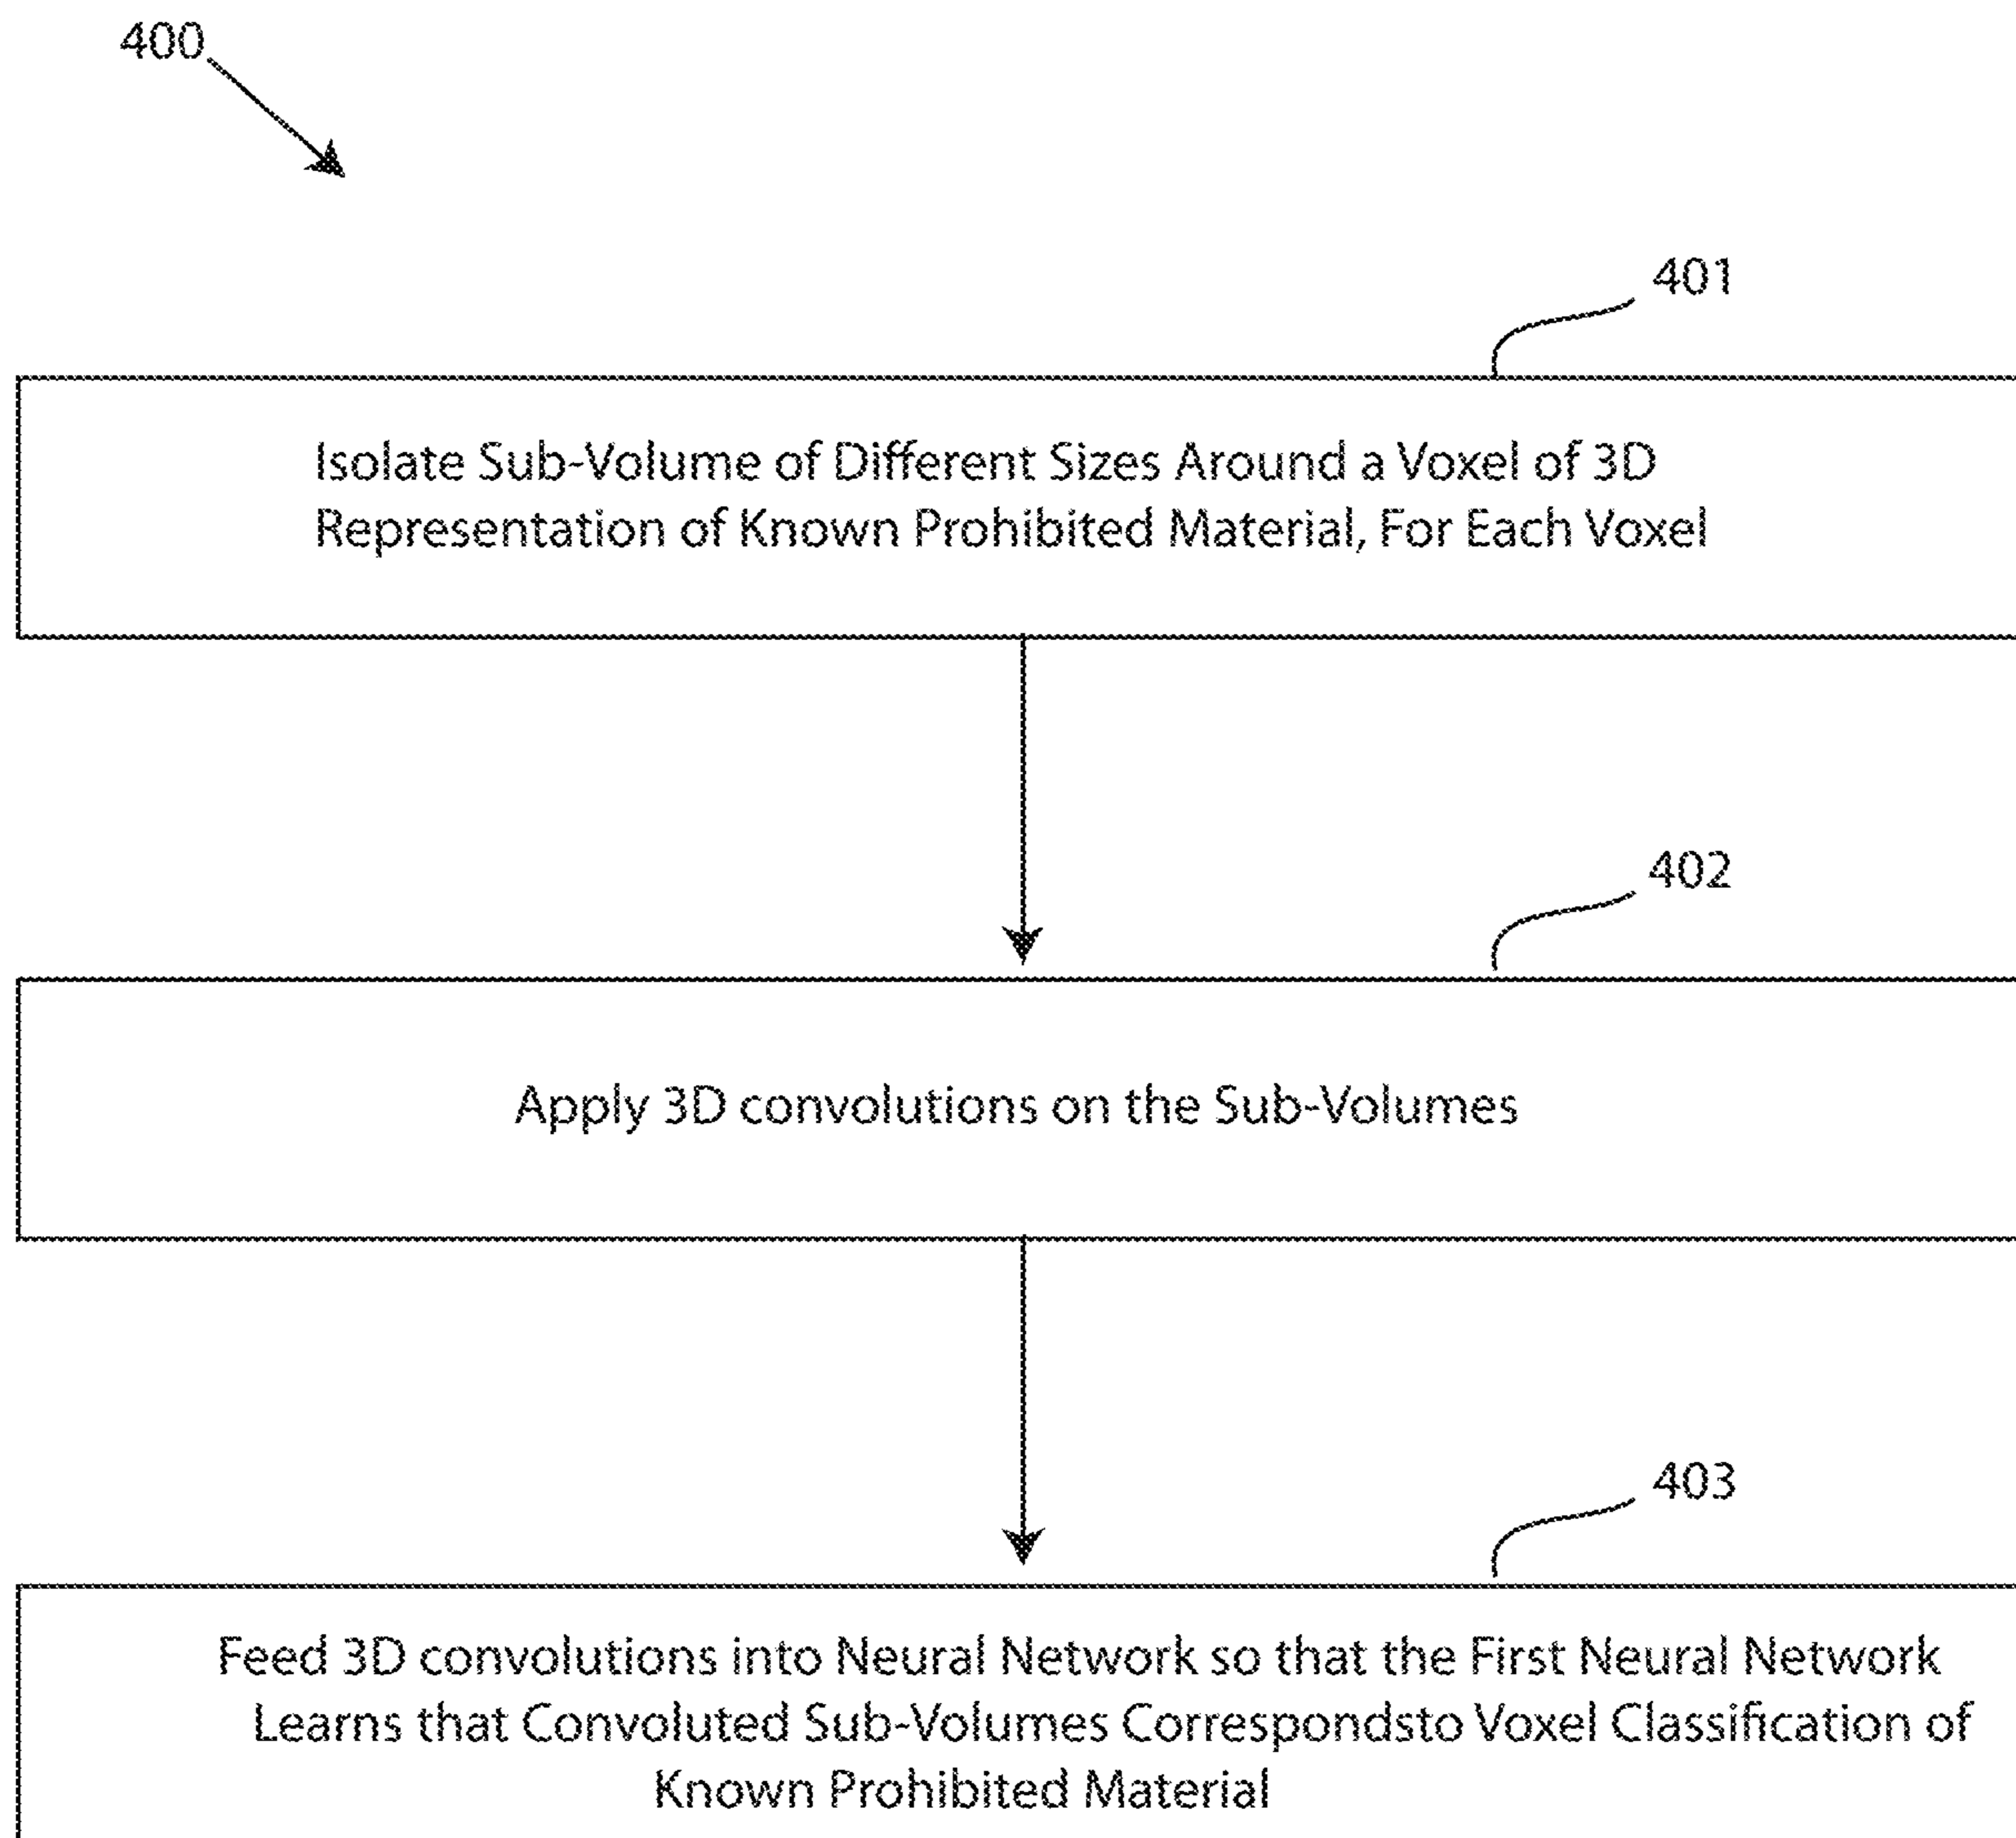 400
401
Isolate Sub-Volume of Different Sizes Around a Voxel of 3D
Representation of Known Prohibited Material, For Each Voxel
402
Apply 3D convolutions on the Sub-Volumes
403
Feed 3D convolutions into Neural Network so that the First Neural Network
Learns that Convoluted Sub-Volumes Correspondsto Voxel Classification of
Known Prohibited Material